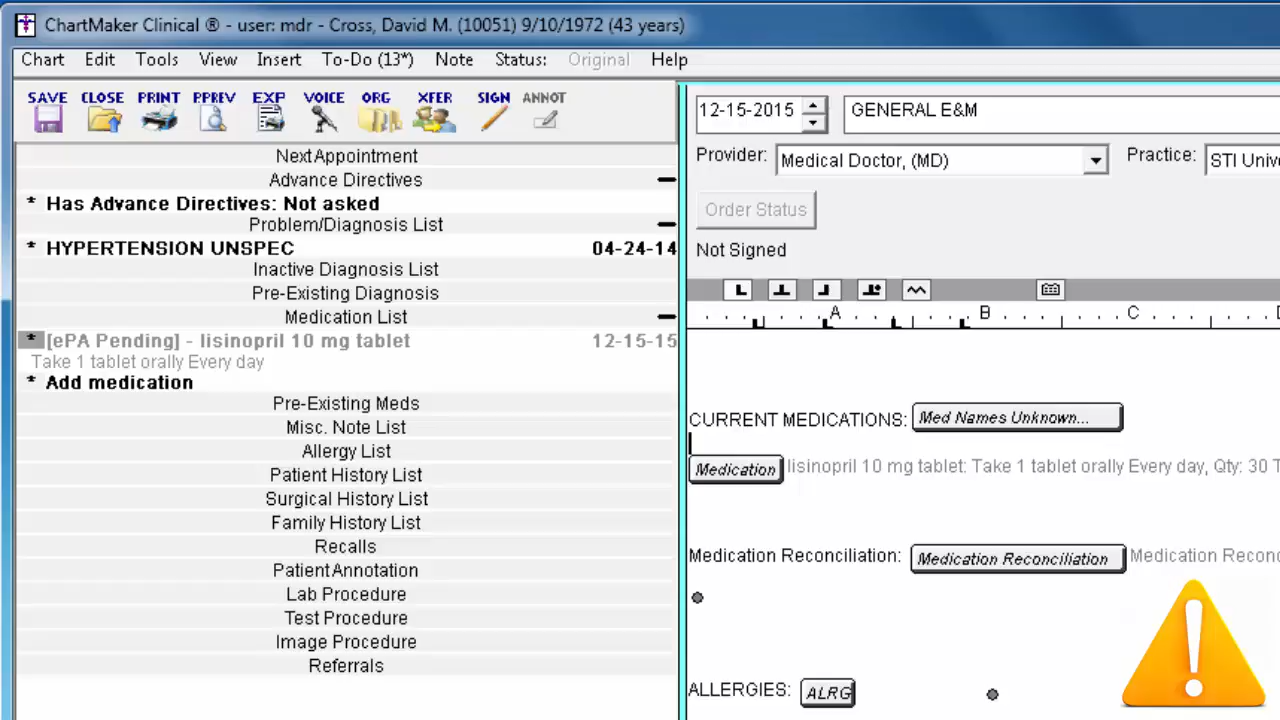 ChartMaker Clinical ® - user: mdr - Cross, David M. (10051) 9/10/1972 (43 years)
Chart Edit Tools View Insert To-Do (13*) Note Status: Original Help
SAVE CLOSE PRINT P.PREV EXP VOICE ORG XFER SIGN ANNOT
Next Appointment
Advance Directives
* Has Advance Directives: Not asked
Problem/Diagnosis List
* HYPERTENSION UNSPEC 04-24-14
Inactive Diagnosis List
Pre-Existing Diagnosis
Medication List
* [ePA Pending] - lisinopril 10 mg tablet 12-15-15
Take 1 tablet orally Every day
* Add medication
Pre-Existing Meds
Misc. Note List
Allergy List
Patient History List
Surgical History List
Family History List
Recalls
Patient Annotation
Lab Procedure
Test Procedure
Image Procedure
Referrals
12-15-2015 GENERAL E&M
Provider: Medical Doctor, (MD) Practice: STI Unive
Order Status
Not Signed
A B C D
CURRENT MEDICATIONS: Med Names Unknown...
Medication lisinopril 10 mg tablet: Take 1 tablet orally Every day, Qty: 30 T
Medication Reconciliation: Medication Reconciliation Medication Recond
ALLERGIES: ALRG